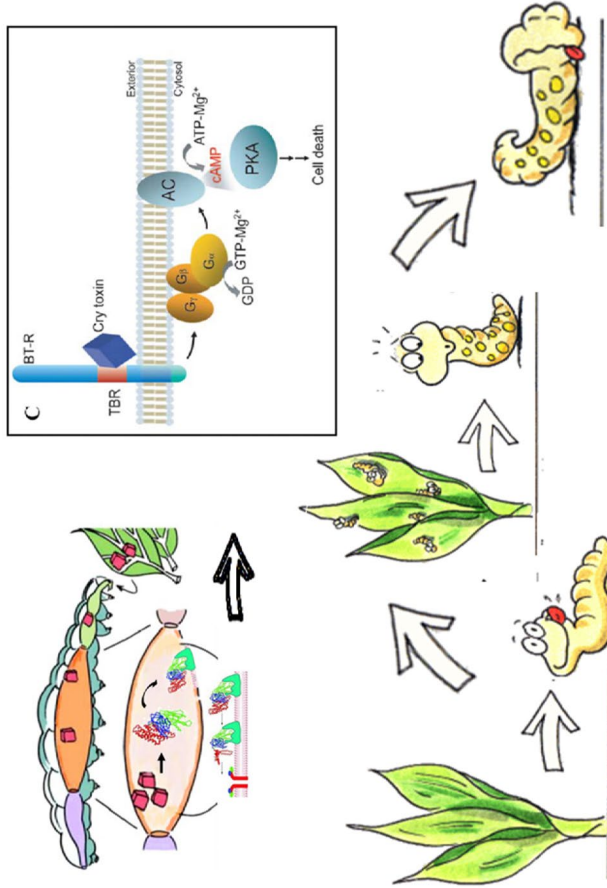 C
BT-R
Cry toxin
TBR
Exterior
Cytosol
AC
ATP-Mg²⁺
cAMP
PKA
Cell death
Gβ
Gγ
Gα
GTP-Mg²⁺
GDP